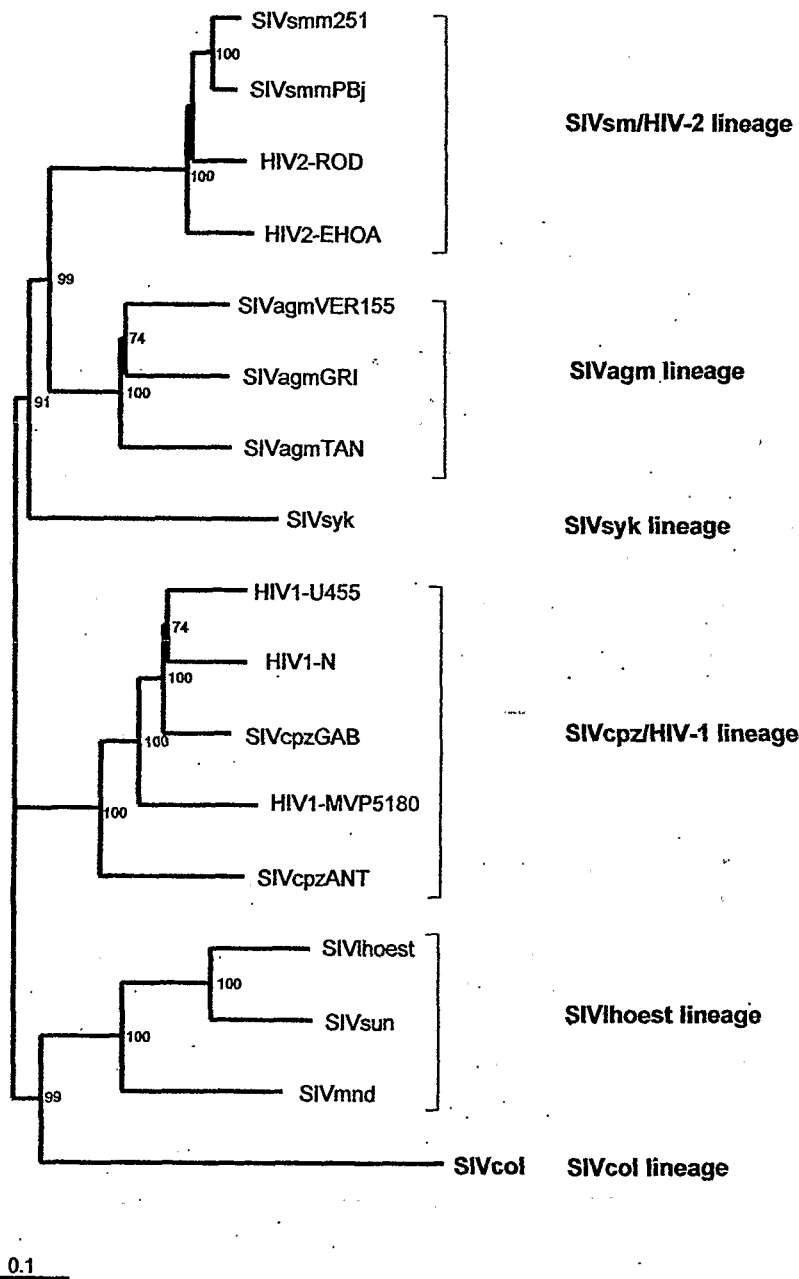 SIVsmm251
100
SIVsmmPBj
SIVsm/HIV-2 lineage
HIV2-ROD
100
HIV2-EHOA
99
SIVagmVER155
74
SIVagmGRI
SIVagm lineage
100
91
SIVagmTAN
SIVsyk
SIVsyk lineage
HIV1-U455
74
HIV1-N
100
SIVcpzGAB
SIVcpz/HIV-1 lineage
100
HIV1-MVP5180
100
SIVcpzANT
SIVlhoest
100
SIVsun
SIVlhoest lineage
100
SIVmnd
99
SIVcol
SIVcol lineage
0.1